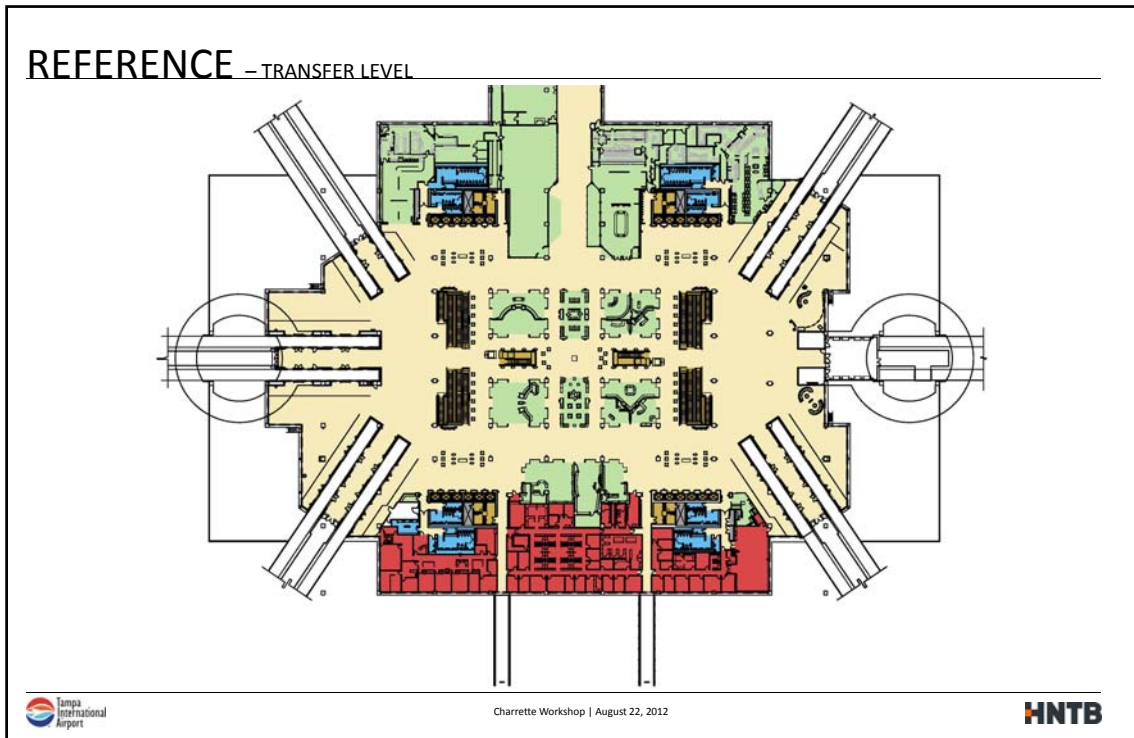 REFERENCE – TRANSFER LEVEL
Tampa
International
Airport
Charrette Workshop | August 22, 2012
HNTB